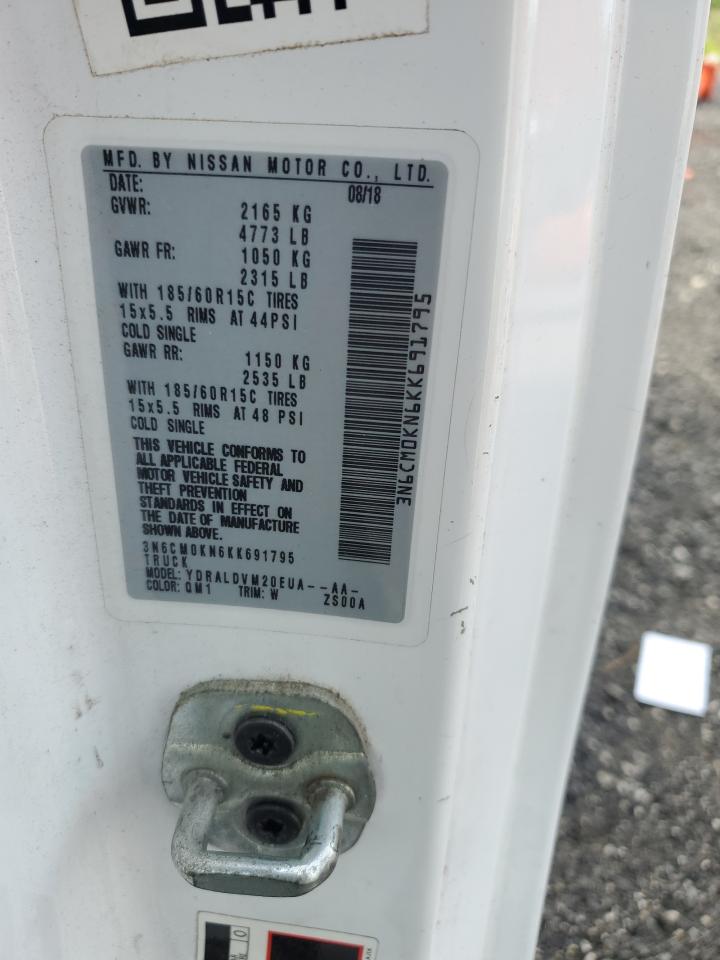 MFD. BY NISSAN MOTOR CO., LTD.
DATE: 08/18
GVWR: 2165 KG
4773 LB
GAWR FR: 1050 KG
2315 LB
WITH 185/60R15C TIRES
15x5.5 RIMS AT 44PSI
COLD SINGLE
GAWR RR: 1150 KG
2535 LB
WITH 185/60R15C TIRES
15x5.5 RIMS AT 48 PSI
COLD SINGLE
THIS VEHICLE CONFORMS TO
ALL APPLICABLE FEDERAL
MOTOR VEHICLE SAFETY AND
THEFT PREVENTION
STANDARDS IN EFFECT ON
THE DATE OF MANUFACTURE
SHOWN ABOVE.
3N6CM0KN6KK691795
TRUCK
MODEL: YDRALDVM20EUA--AA-
COLOR: QM1 TRIM: W ZS00A
3N6CM0KN6KK691795